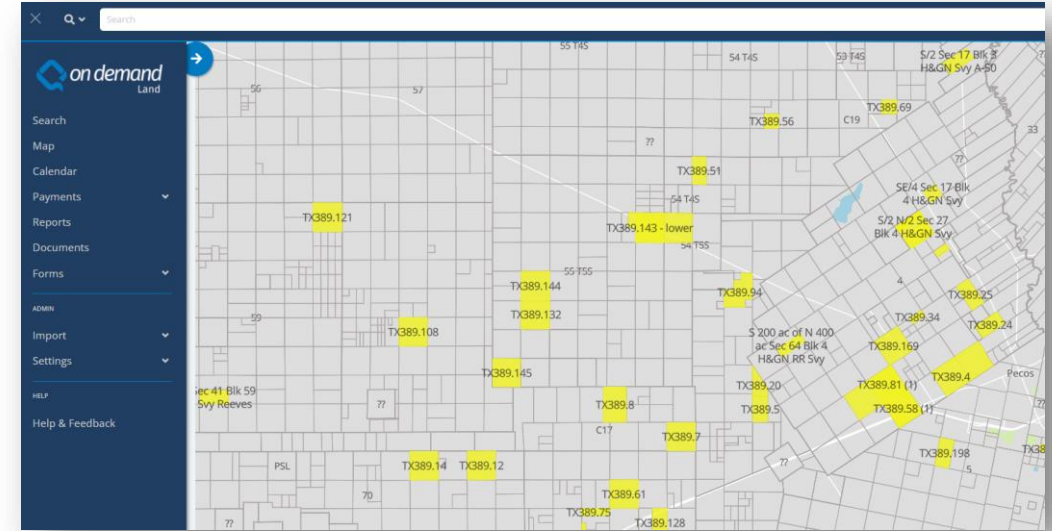 Search
on demand
Land
Search
Map
Calendar
Payments
Reports
Documents
Forms
ADMIN
Import
Settings
HELP
Help & Feedback
55 T4S
54 T4S
53 T4S
S/2 Sec 17 Blk 3
H&GN Svy A-50
56
57
TX389.69
TX389.56
C19
33
??
??
TX389.51
SE/4 Sec 17 Blk
4 H&GN Svy
54 T4S
TX389.121
TX389.143 - lower
S/2 N/2 Sec 27
Blk 4 H&GN Svy
54 T5S
55 T5S
4
TX389.144
TX389.94
TX389.25
TX389.132
59
TX389.34
TX389.24
TX389.108
S 200 ac of N 400
ac Sec 64 Blk 4
H&GN RR Svy
TX389.169
TX389.145
Pecos
TX389.4
TX389.20
TX389.81 (1)
Sec 41 Blk 59
Svy Reeves
??
TX389.8
TX389.5
TX389.58 (1)
C17
TX389.7
TX389.198
??
5
PSL
TX389.14
TX389.12
70
TX389.61
TX389.75
TX389.128
??